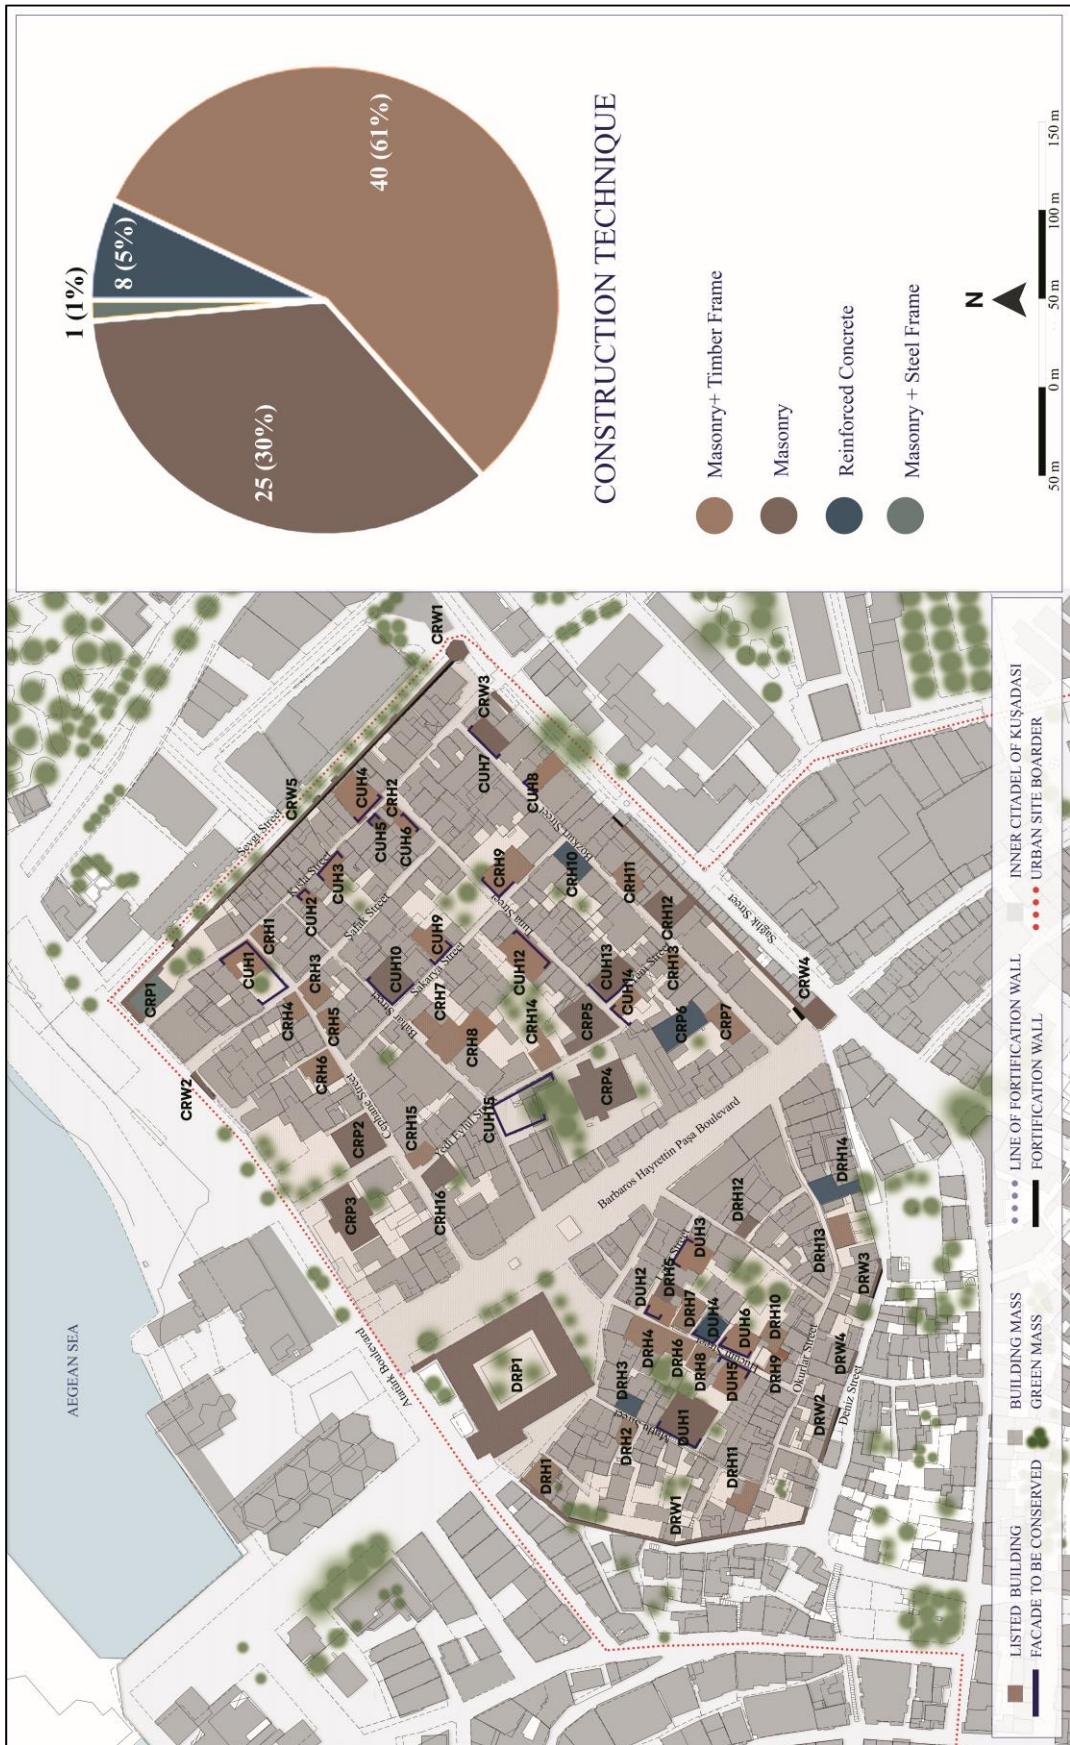 AEGEAN SEA
CRP1
CRW2
CUH1
CRH1
CRW5
Sevgi Street
CRW1
CRH4
CRH3
CUH2
CUH3
Kışla Street
CUH4
CRH2
CUH5
CUH6
CRW3
CUH7
CRH6
CRH5
Cephane Street
Şafak Street
CRP2
CRP3
CRH15
CRH16
Bahar Street
CUH10
Sakarya Street
CUH9
CRH7
CRH8
CRH9
CUH8
Bozkurt Street
CRH10
CUH12
CRH14
CUH15
CUH13
CUH14
CRP5
CRP4
CRH11
CRH12
CRH13
CRP6
CRP7
CRW4
Sağlık Street
Atatürk Boulevard
Barbaros Hayrettin Paşa Boulevard
DRP1
DRH1
DRH2
DRH3
DRH4
DUH2
DRH5
DUH3
DRH12
DRH14
DRH6
DRH7
DUH4
DRH8
DUH5
DUH6
DRH10
DRH9
DRH13
DRW3
DUH1
DRW1
DRH11
Okurlar Street
DRW4
DRW2
Deniz Street
LISTED BUILDING
BUILDING MASS
LINE OF FORTIFICATION WALL
INNER CITADEL OF KUŞADASI
FACADE TO BE CONSERVED
GREEN MASS
FORTIFICATION WALL
URBAN SITE BOARDER
1 (1%)
8 (5%)
25 (30%)
40 (61%)
CONSTRUCTION TECHNIQUE
Masonry+ Timber Frame
Masonry
Reinforced Concrete
Masonry + Steel Frame
N
50 m
0 m
50 m
100 m
150 m